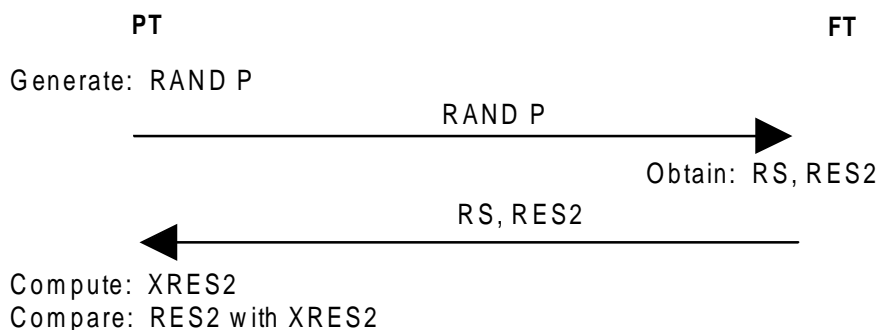 PT
FT
Generate: RAND P
RAND P
Obtain: RS, RES2
RS, RES2
Compute: XRES2
Compare: RES2 with XRES2